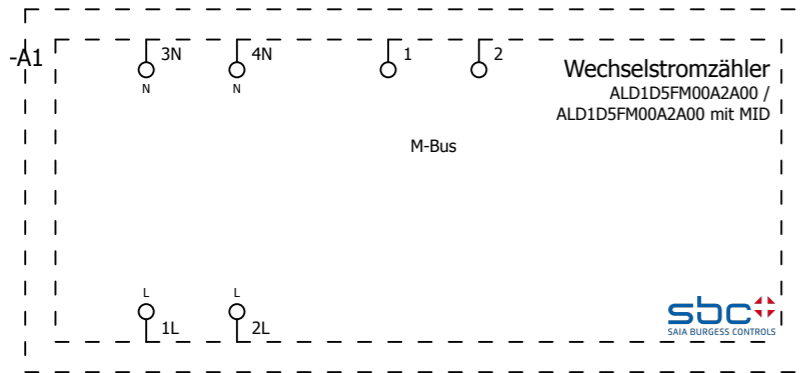 -A1
3N 4N 1 2
N N
Wechselstromzähler
ALD1D5FM00A2A00 /
ALD1D5FM00A2A00 mit MID
M-Bus
L L
1L 2L
sbc
SAIA BURGESS CONTROLS